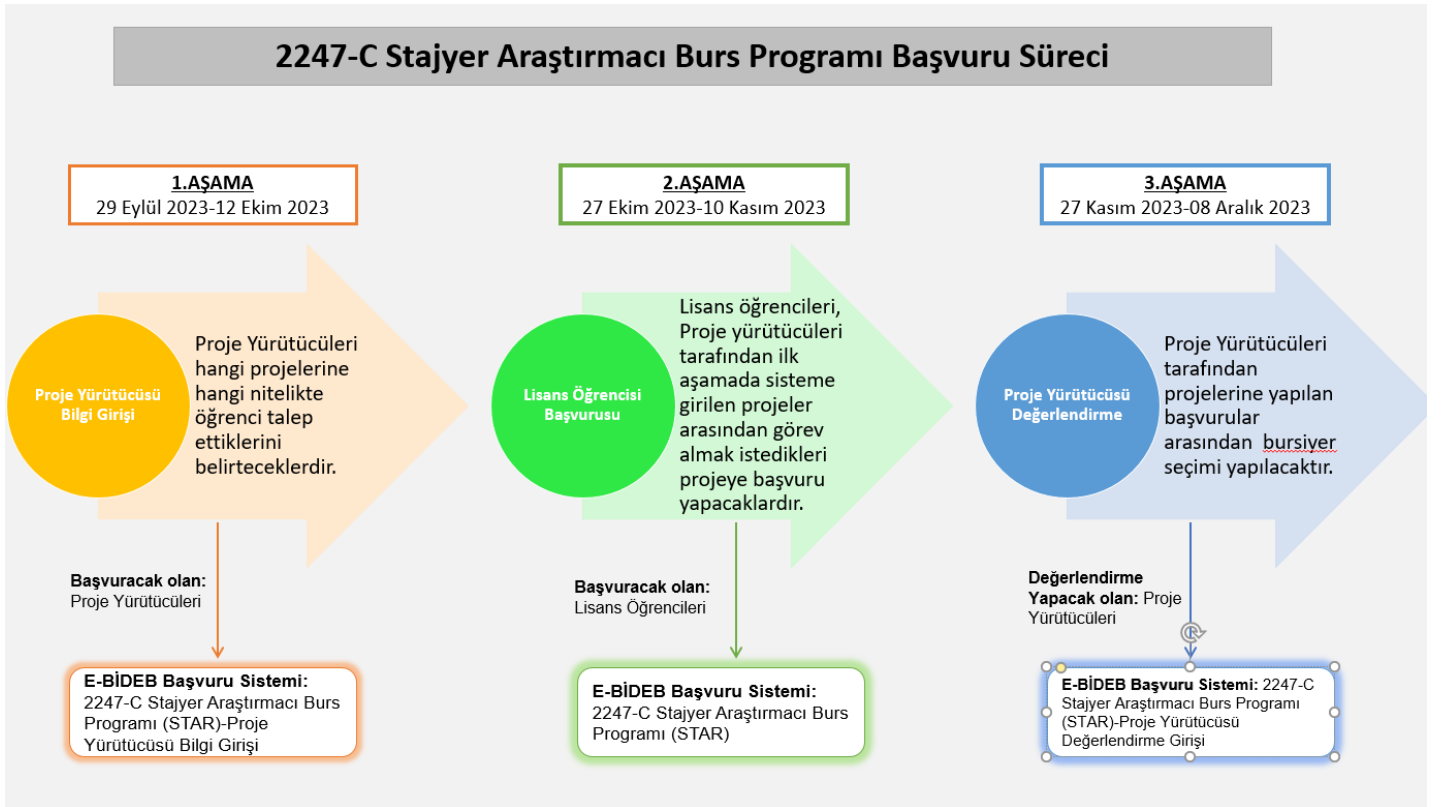 2247-C Stajyer Araştırmacı Burs Programı Başvuru Süreci
1.AŞAMA
29 Eylül 2023-12 Ekim 2023
Proje Yürütücüsü
Bilgi Girişi
Proje Yürütücüleri
hangi projelerine
hangi nitelikte
öğrenci talep
ettiklerini
belirteceklerdir.
Başvuracak olan:
Proje Yürütücüleri
E-BİDEB Başvuru Sistemi:
2247-C Stajyer Araştırmacı Burs
Programı (STAR)-Proje
Yürütücüsü Bilgi Girişi
2.AŞAMA
27 Ekim 2023-10 Kasım 2023
Lisans Öğrencisi
Başvurusu
Lisans öğrencileri,
Proje yürütücüleri
tarafından ilk
aşamada sisteme
girilen projeler
arasından görev
almak istedikleri
projeye başvuru
yapacaklardır.
Başvuracak olan:
Lisans Öğrencileri
E-BİDEB Başvuru Sistemi:
2247-C Stajyer Araştırmacı Burs
Programı (STAR)
3.AŞAMA
27 Kasım 2023-08 Aralık 2023
Proje Yürütücüsü
Değerlendirme
Proje Yürütücüleri
tarafından
projelerine yapılan
başvurular
arasından bursiyer
seçimi yapılacaktır.
Değerlendirme
Yapacak olan: Proje
Yürütücüleri
E-BİDEB Başvuru Sistemi: 2247-C
Stajyer Araştırmacı Burs Programı
(STAR)-Proje Yürütücüsü
Değerlendirme Girişi